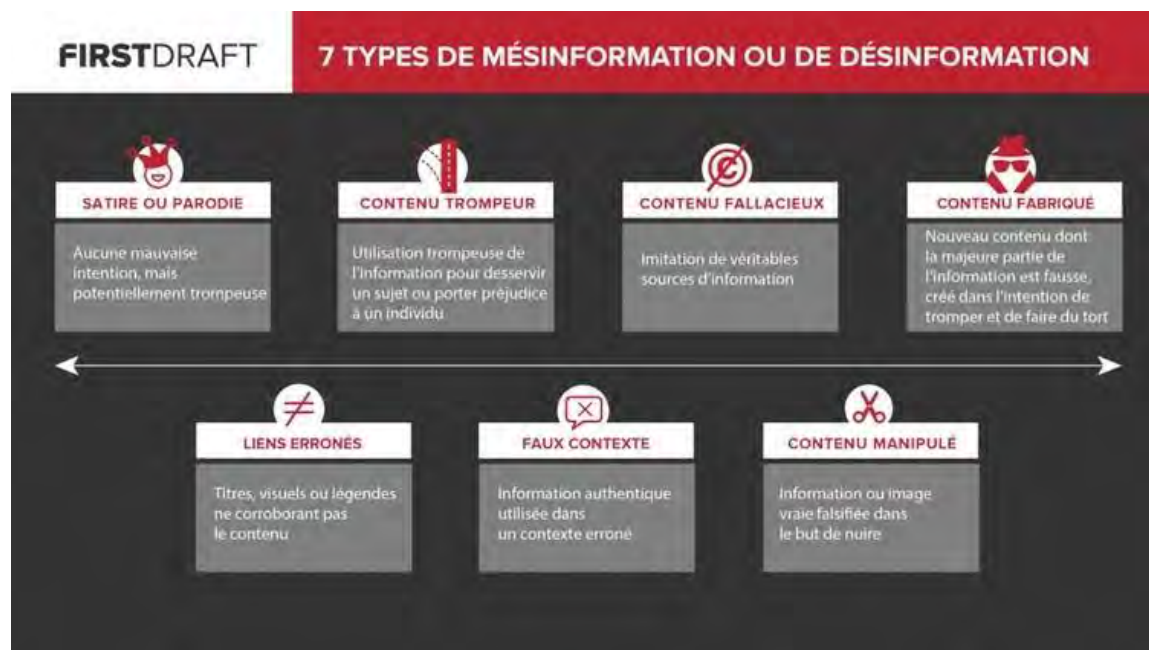 FIRSTDRAFT
7 TYPES DE MÉSINFORMATION OU DE DÉSINFORMATION
SATIRE OU PARODIE
Aucune mauvaise
intention, mais
potentiellement trompeuse
CONTENU TROMPEUR
Utilisation trompeuse de
l'information pour desservir
un sujet ou porter préjudice
à un individu
CONTENU FALLACIEUX
Imitation de véritables
sources d'information
CONTENU FABRIQUÉ
Nouveau contenu dont
la majeure partie de
l'information est fausse,
créé dans l'intention de
tromper et de faire du tort
LIENS ERRONÉS
Titres, visuels ou légendes
ne corroborant pas
le contenu
FAUX CONTEXTE
Information authentique
utilisée dans
un contexte erroné
CONTENU MANIPULÉ
Information ou image
vraie falsifiée dans
le but de nuire